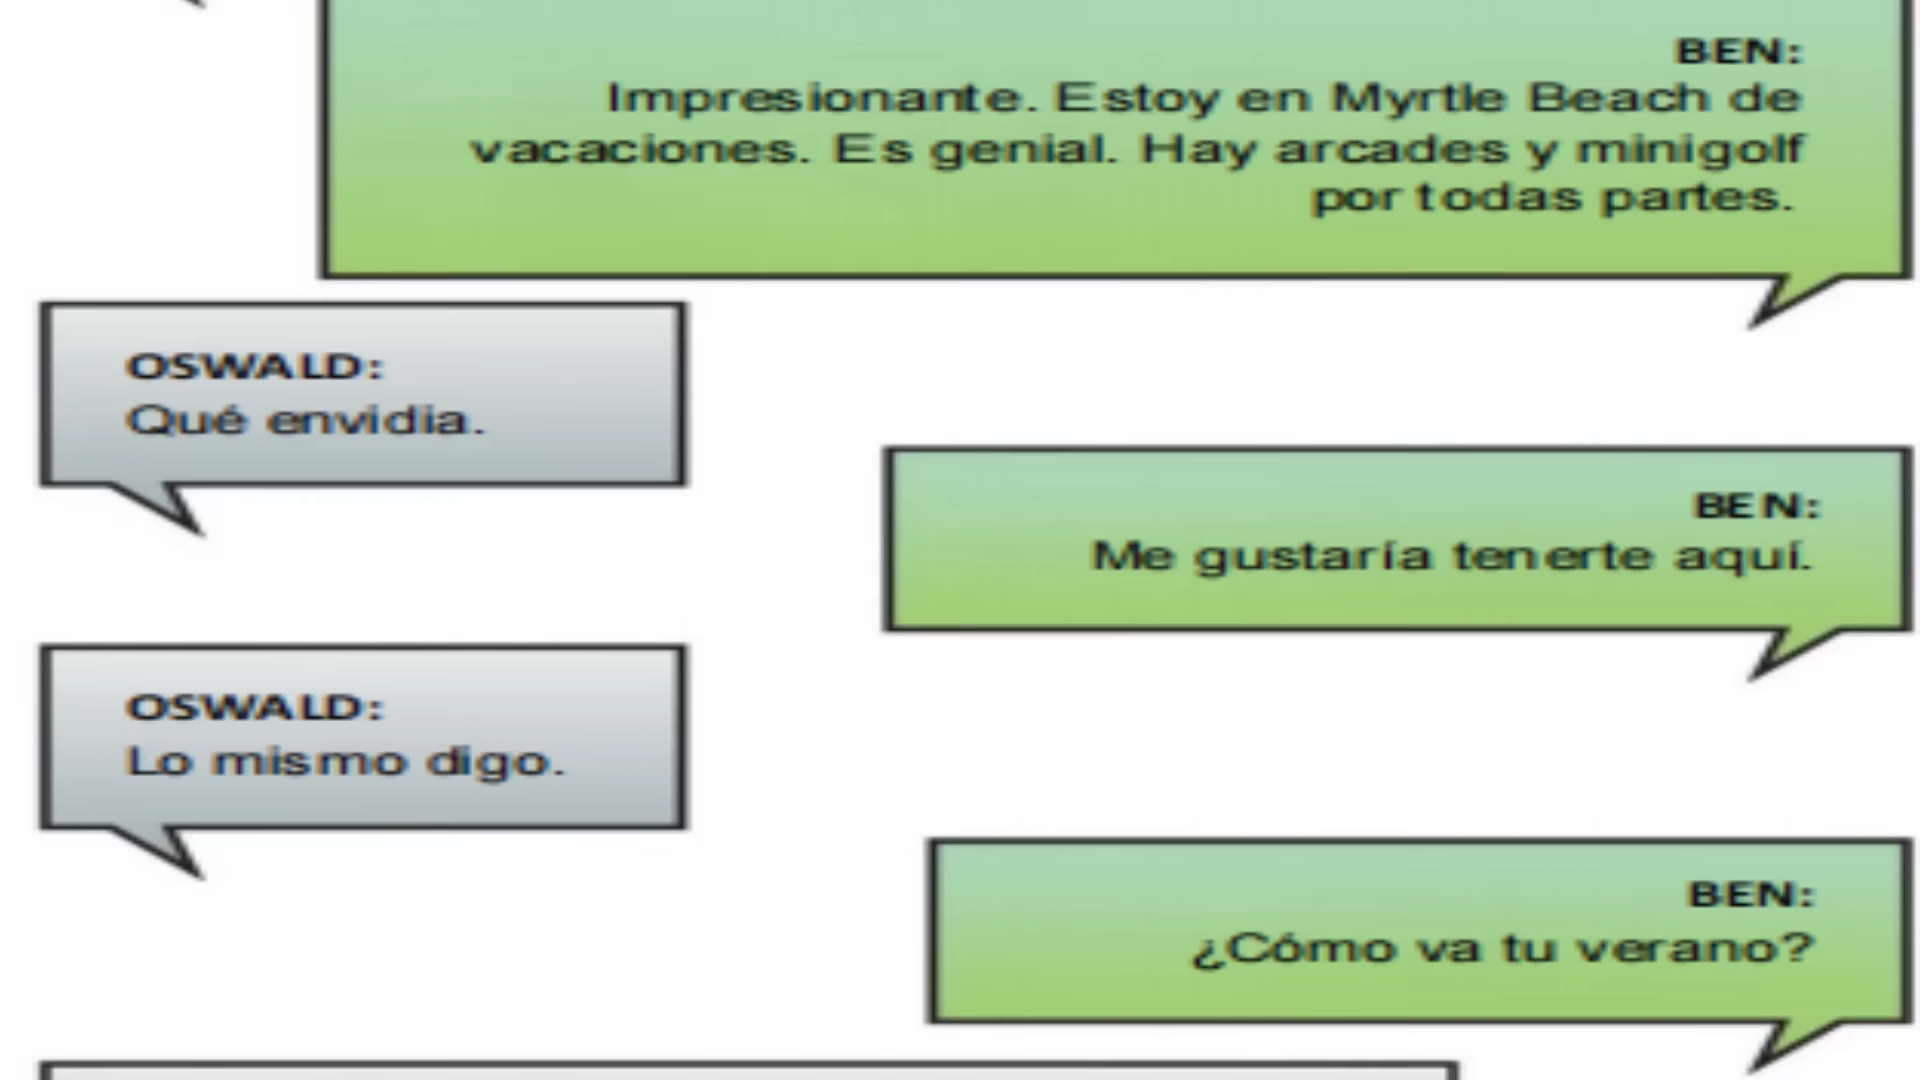 BEN:
Impresionante. Estoy en Myrtle Beach de
vacaciones. Es genial. Hay arcades y minigolf
por todas partes.
OSWALD:
Qué envidia.
BEN:
Me gustaría tenerte aquí.
OSWALD:
Lo mismo digo.
BEN:
¿Cómo va tu verano?